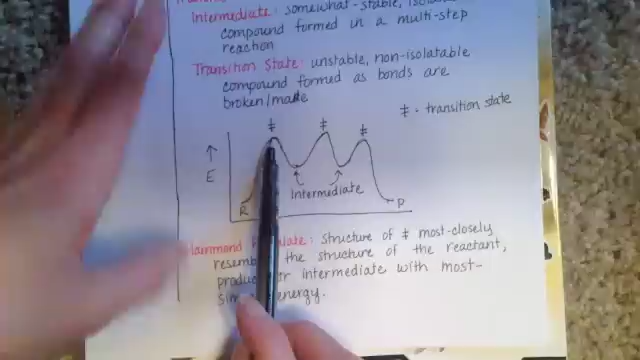 Intermediate: somewhat-stable,
compound formed in a multi-step
reaction
Transition State: unstable, non-isolatable
compound formed as bonds are
broken/made
‡ = transition state
‡ ‡ ‡
↑
E
Intermediate
R
P
structure of ‡ most-closely
the structure of the reactant,
or intermediate with most-
energy.